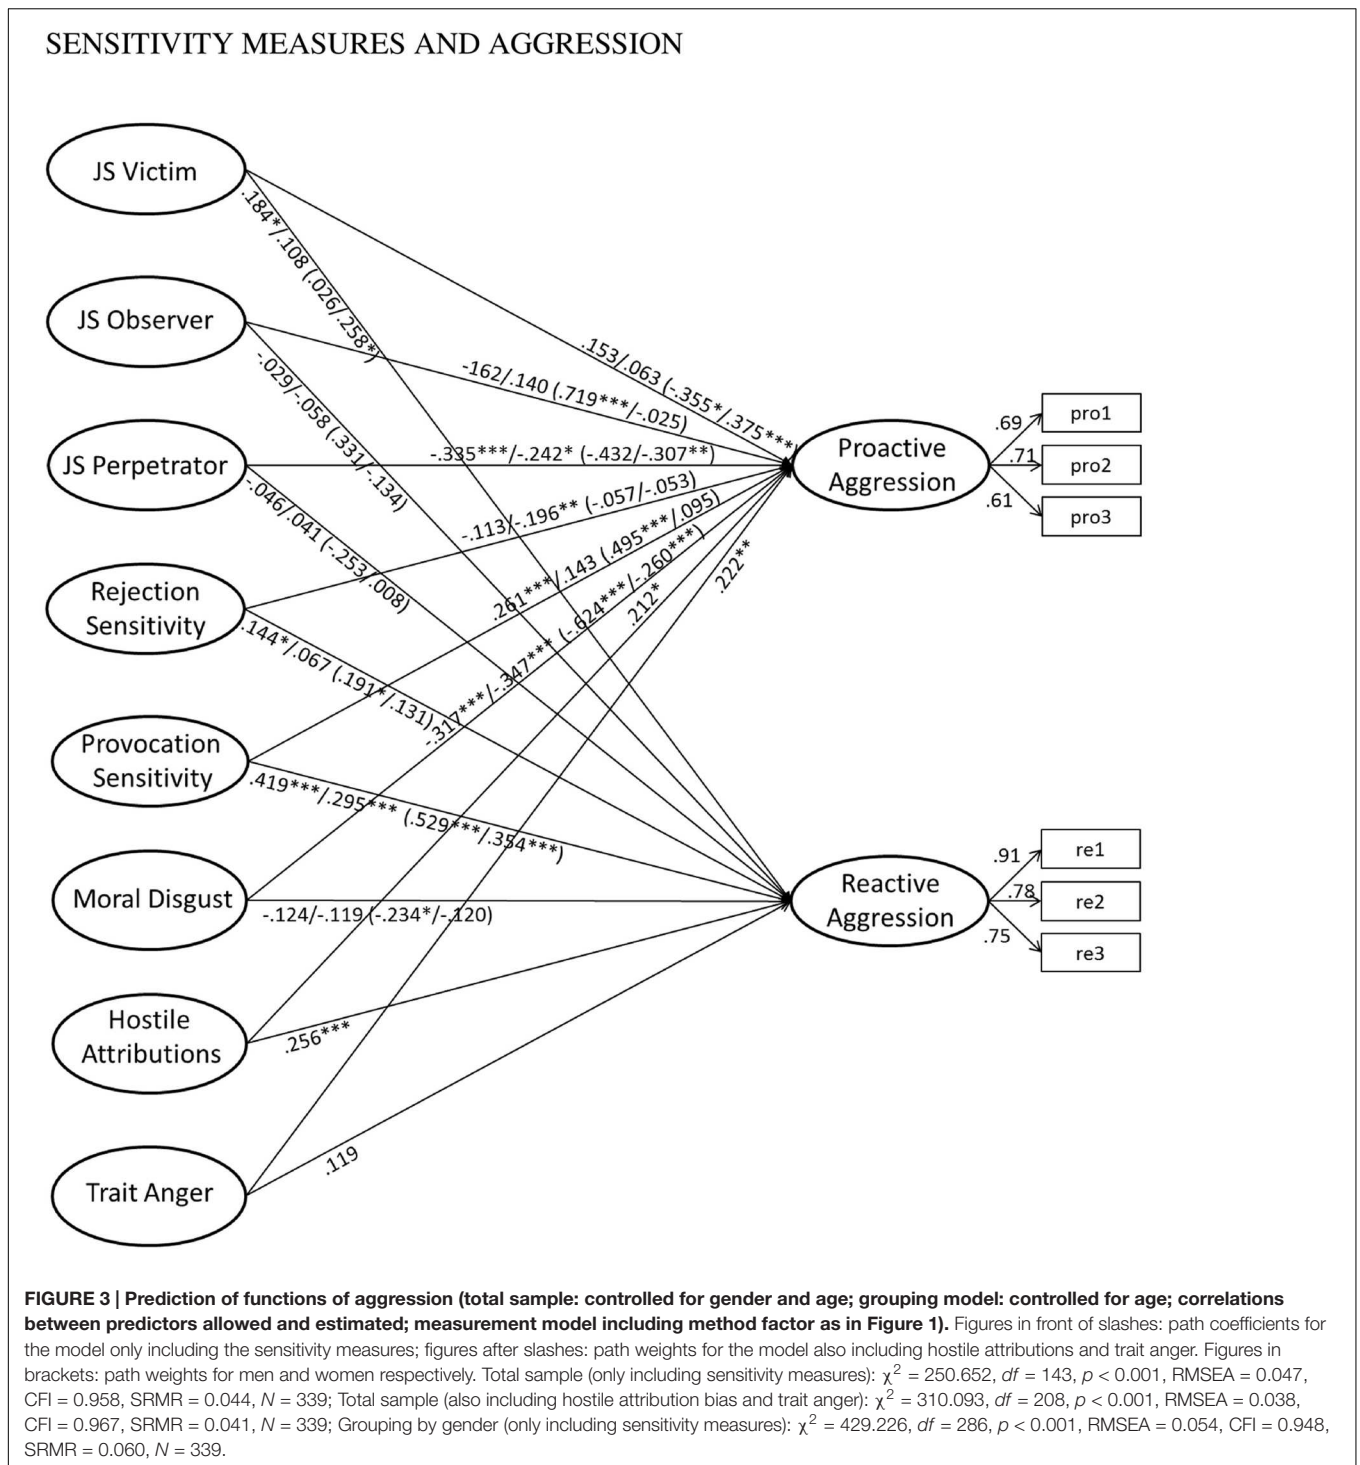 SENSITIVITY MEASURES AND AGGRESSION
JS Victim
.184*/.108 (.026/.258*)
.153/.063 (-.355*/.375***)
JS Observer
-.029/-.058 (.331/-.134)
-162/.140 (.719***/-.025)
JS Perpetrator
-.335***/-.242* (-.432/-.307**)
-.046/.041 (-.253/.008)
Rejection
Sensitivity
-.113/-.196** (-.057/-.053)
.144*/.067 (.191*/.131)
Provocation
Sensitivity
.261***/.143 (.495***/.095)
.419***/.295*** (.529***/.354***)
Moral Disgust
-.317***/-.347*** (-.624***/-.260***)
-.124/-.119 (-.234*/-.120)
Hostile
Attributions
.212*
.256***
Trait Anger
.222**
.119
Proactive
Aggression
.69
pro1
.71
pro2
.61
pro3
Reactive
Aggression
.91
re1
.78
re2
.75
re3
FIGURE 3 | Prediction of functions of aggression (total sample: controlled for gender and age; grouping model: controlled for age; correlations
between predictors allowed and estimated; measurement model including method factor as in Figure 1). Figures in front of slashes: path coefficients for
the model only including the sensitivity measures; figures after slashes: path weights for the model also including hostile attributions and trait anger. Figures in
brackets: path weights for men and women respectively. Total sample (only including sensitivity measures): χ² = 250.652, df = 143, p < 0.001, RMSEA = 0.047,
CFI = 0.958, SRMR = 0.044, N = 339; Total sample (also including hostile attribution bias and trait anger): χ² = 310.093, df = 208, p < 0.001, RMSEA = 0.038,
CFI = 0.967, SRMR = 0.041, N = 339; Grouping by gender (only including sensitivity measures): χ² = 429.226, df = 286, p < 0.001, RMSEA = 0.054, CFI = 0.948,
SRMR = 0.060, N = 339.